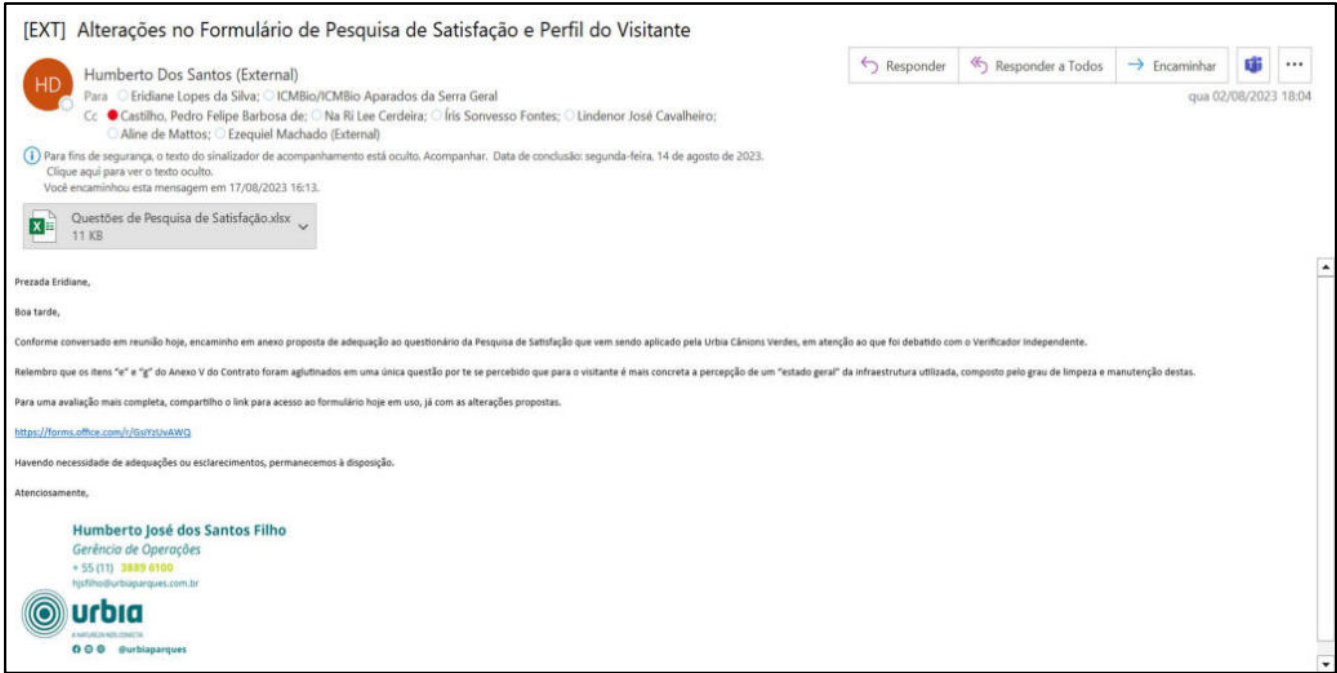 [EXT] Alterações no Formulário de Pesquisa de Satisfação e Perfil do Visitante
HD
Humberto Dos Santos (External)
Responder
Responder a Todos
Encaminhar
Para Eridiane Lopes da Silva; ICMBio/ICMBio Aparados da Serra Geral
qua 02/08/2023 18:04
Cc Castilho, Pedro Felipe Barbosa de; Na Ri Lee Cerdeira; Íris Sonvesso Fontes; Lindenor José Cavalheiro;
Aline de Mattos; Ezequiel Machado (External)
Para fins de segurança, o texto do sinalizador de acompanhamento está oculto. Acompanhar. Data de conclusão: segunda-feira, 14 de agosto de 2023.
Clique aqui para ver o texto oculto.
Você encaminhou esta mensagem em 17/08/2023 16:13.
Questões de Pesquisa de Satisfação.xlsx
11 KB
Prezada Eridiane,
Boa tarde,
Conforme conversado em reunião hoje, encaminho em anexo proposta de adequação ao questionário da Pesquisa de Satisfação que vem sendo aplicado pela Urbia Cânions Verdes, em atenção ao que foi debatido com o Verificador Independente.
Relembro que os itens "e" e "g" do Anexo V do Contrato foram aglutinados em uma única questão por te se percebido que para o visitante é mais concreta a percepção de um "estado geral" da infraestrutura utilizada, composto pelo grau de limpeza e manutenção destas.
Para uma avaliação mais completa, compartilho o link para acesso ao formulário hoje em uso, já com as alterações propostas.
https://forms.office.com/r/GsiYzUvAWQ
Havendo necessidade de adequações ou esclarecimentos, permanecemos à disposição.
Atenciosamente,
Humberto José dos Santos Filho
Gerência de Operações
+ 55 (11) 3889 6100
hjsfilho@urbiaparques.com.br
urbia
A NATUREZA NOS CONECTA
@urbiaparques